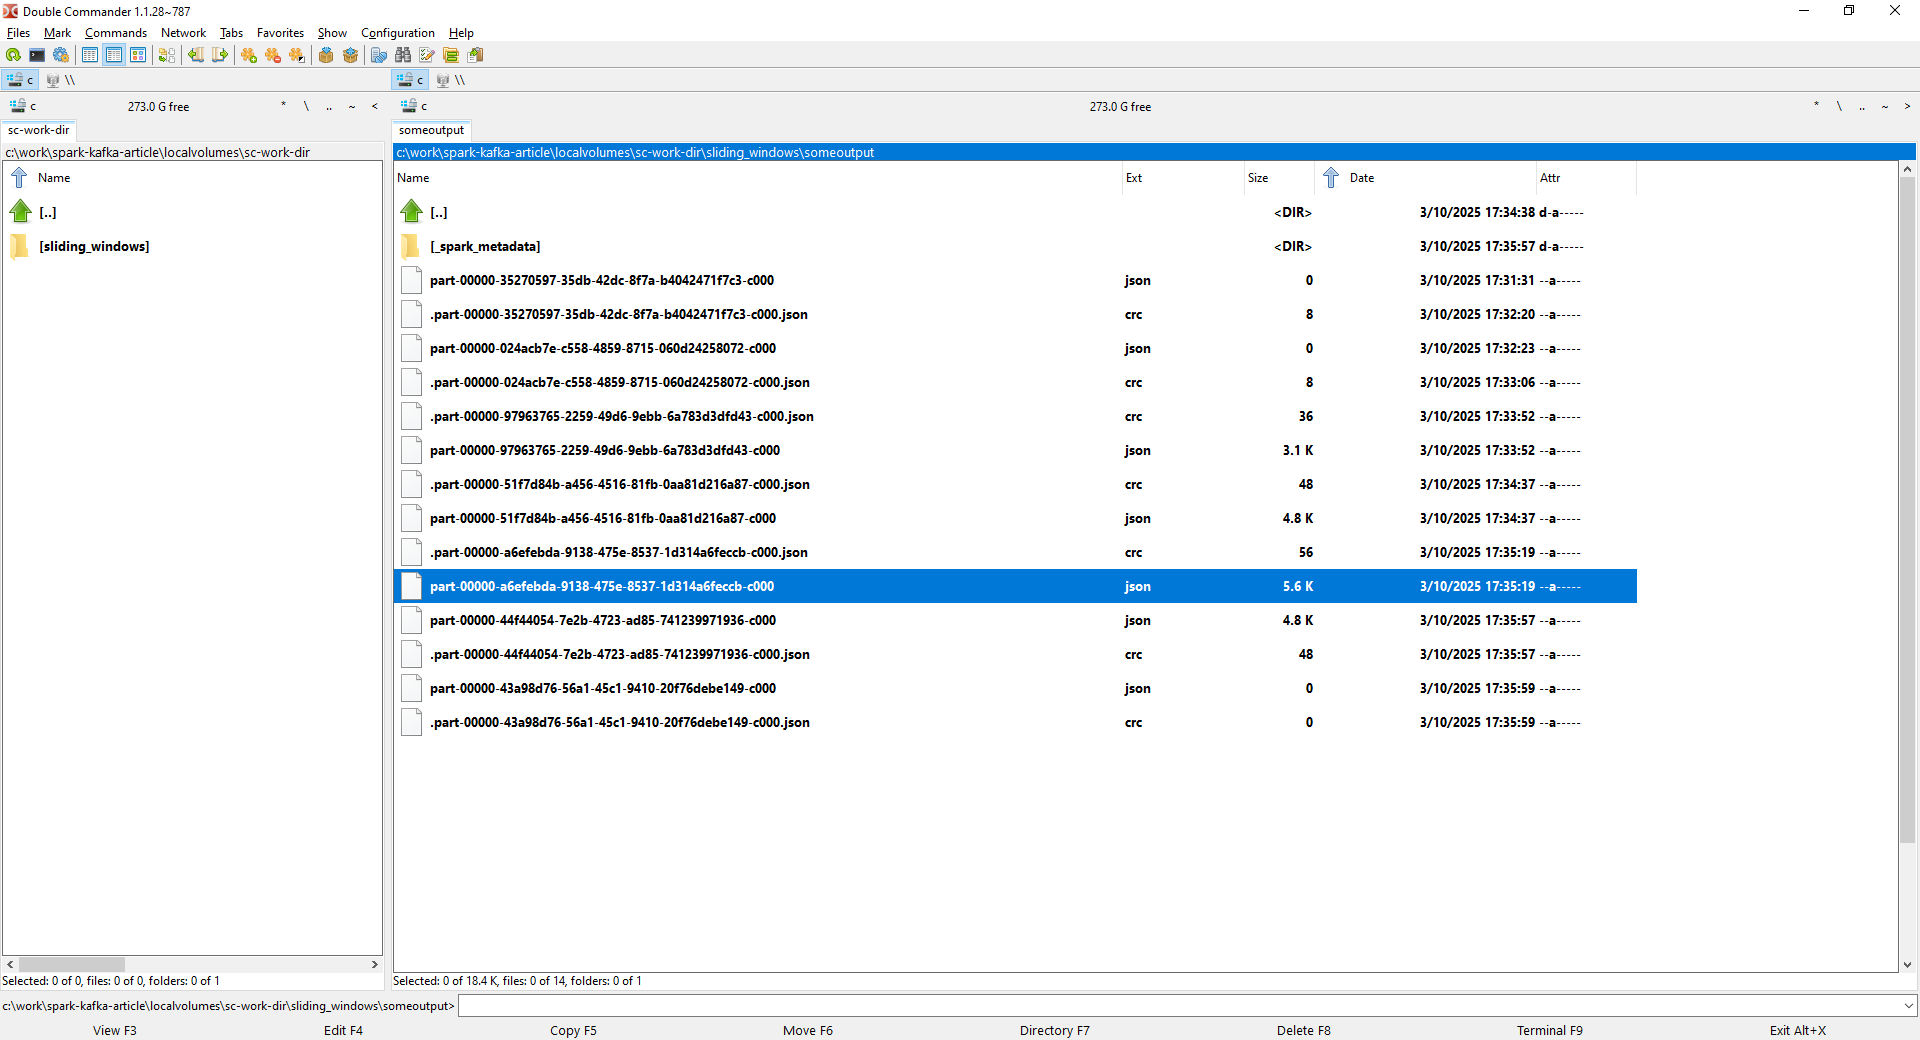 Double Commander 1.1.28~787
Files Mark Commands Network Tabs Favorites Show Configuration Help
c \\ c \\
c 273.0 G free * \ .. ~ < c 273.0 G free * \ .. ~ >
sc-work-dir someoutput
c:\work\spark-kafka-article\localvolumes\sc-work-dir c:\work\spark-kafka-article\localvolumes\sc-work-dir\sliding_windows\someoutput
Name Name Ext Size Date Attr
[..] [..] <DIR> 3/10/2025 17:34:38 d-a-----
[sliding_windows] [_spark_metadata] <DIR> 3/10/2025 17:35:57 d-a-----
part-00000-35270597-35db-42dc-8f7a-b4042471f7c3-c000 json 0 3/10/2025 17:31:31 --a-----
.part-00000-35270597-35db-42dc-8f7a-b4042471f7c3-c000.json crc 8 3/10/2025 17:32:20 --a-----
part-00000-024acb7e-c558-4859-8715-060d24258072-c000 json 0 3/10/2025 17:32:23 --a-----
.part-00000-024acb7e-c558-4859-8715-060d24258072-c000.json crc 8 3/10/2025 17:33:06 --a-----
.part-00000-97963765-2259-49d6-9ebb-6a783d3dfd43-c000.json crc 36 3/10/2025 17:33:52 --a-----
part-00000-97963765-2259-49d6-9ebb-6a783d3dfd43-c000 json 3.1 K 3/10/2025 17:33:52 --a-----
.part-00000-51f7d84b-a456-4516-81fb-0aa81d216a87-c000.json crc 48 3/10/2025 17:34:37 --a-----
part-00000-51f7d84b-a456-4516-81fb-0aa81d216a87-c000 json 4.8 K 3/10/2025 17:34:37 --a-----
.part-00000-a6efebda-9138-475e-8537-1d314a6feccb-c000.json crc 56 3/10/2025 17:35:19 --a-----
part-00000-a6efebda-9138-475e-8537-1d314a6feccb-c000 json 5.6 K 3/10/2025 17:35:19 --a-----
part-00000-44f44054-7e2b-4723-ad85-741239971936-c000 json 4.8 K 3/10/2025 17:35:57 --a-----
.part-00000-44f44054-7e2b-4723-ad85-741239971936-c000.json crc 48 3/10/2025 17:35:57 --a-----
part-00000-43a98d76-56a1-45c1-9410-20f76debe149-c000 json 0 3/10/2025 17:35:59 --a-----
.part-00000-43a98d76-56a1-45c1-9410-20f76debe149-c000.json crc 0 3/10/2025 17:35:59 --a-----
Selected: 0 of 0, files: 0 of 0, folders: 0 of 1 Selected: 0 of 18.4 K, files: 0 of 14, folders: 0 of 1
c:\work\spark-kafka-article\localvolumes\sc-work-dir\sliding_windows\someoutput>
View F3 Edit F4 Copy F5 Move F6 Directory F7 Delete F8 Terminal F9 Exit Alt+X